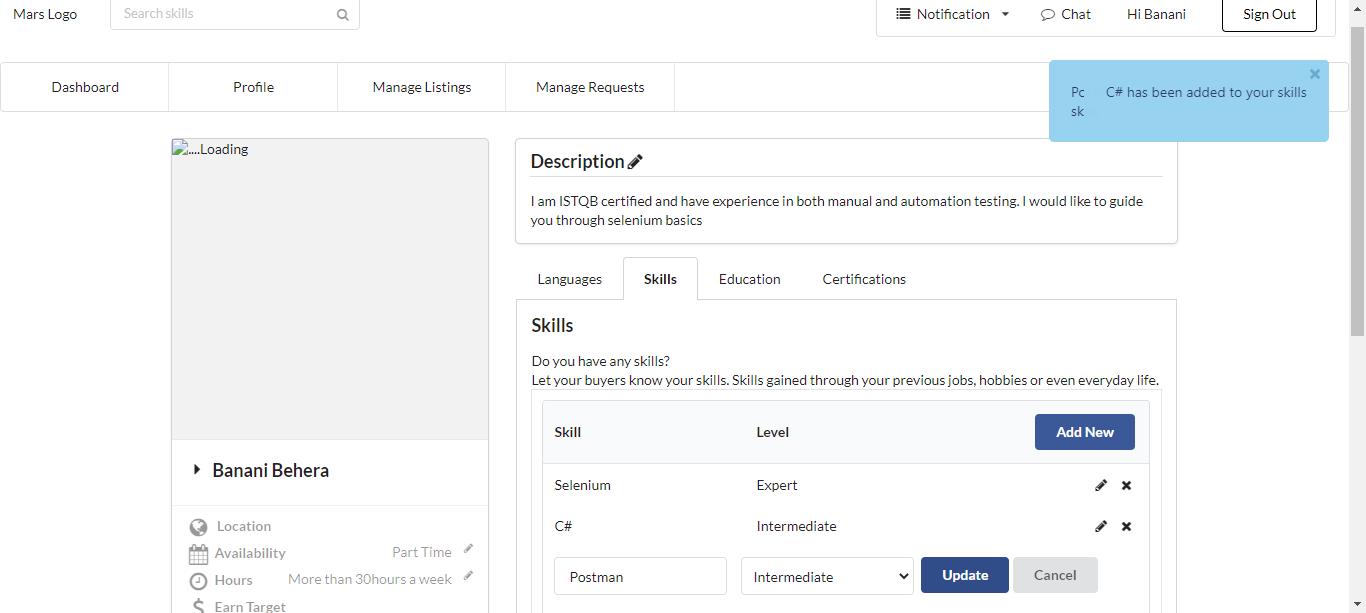 Mars Logo
Search skills
Notification
Chat
Hi Banani
Sign Out
Dashboard
Profile
Manage Listings
Manage Requests
C# has been added to your skills
....Loading
Description
I am ISTQB certified and have experience in both manual and automation testing. I would like to guide
you through selenium basics
Languages
Skills
Education
Certifications
Skills
Do you have any skills?
Let your buyers know your skills. Skills gained through your previous jobs, hobbies or even everyday life.
Skill
Level
Add New
Selenium
Expert
C#
Intermediate
Postman
Intermediate
Update
Cancel
Banani Behera
Location
Availability
Part Time
Hours
More than 30hours a week
Earn Target